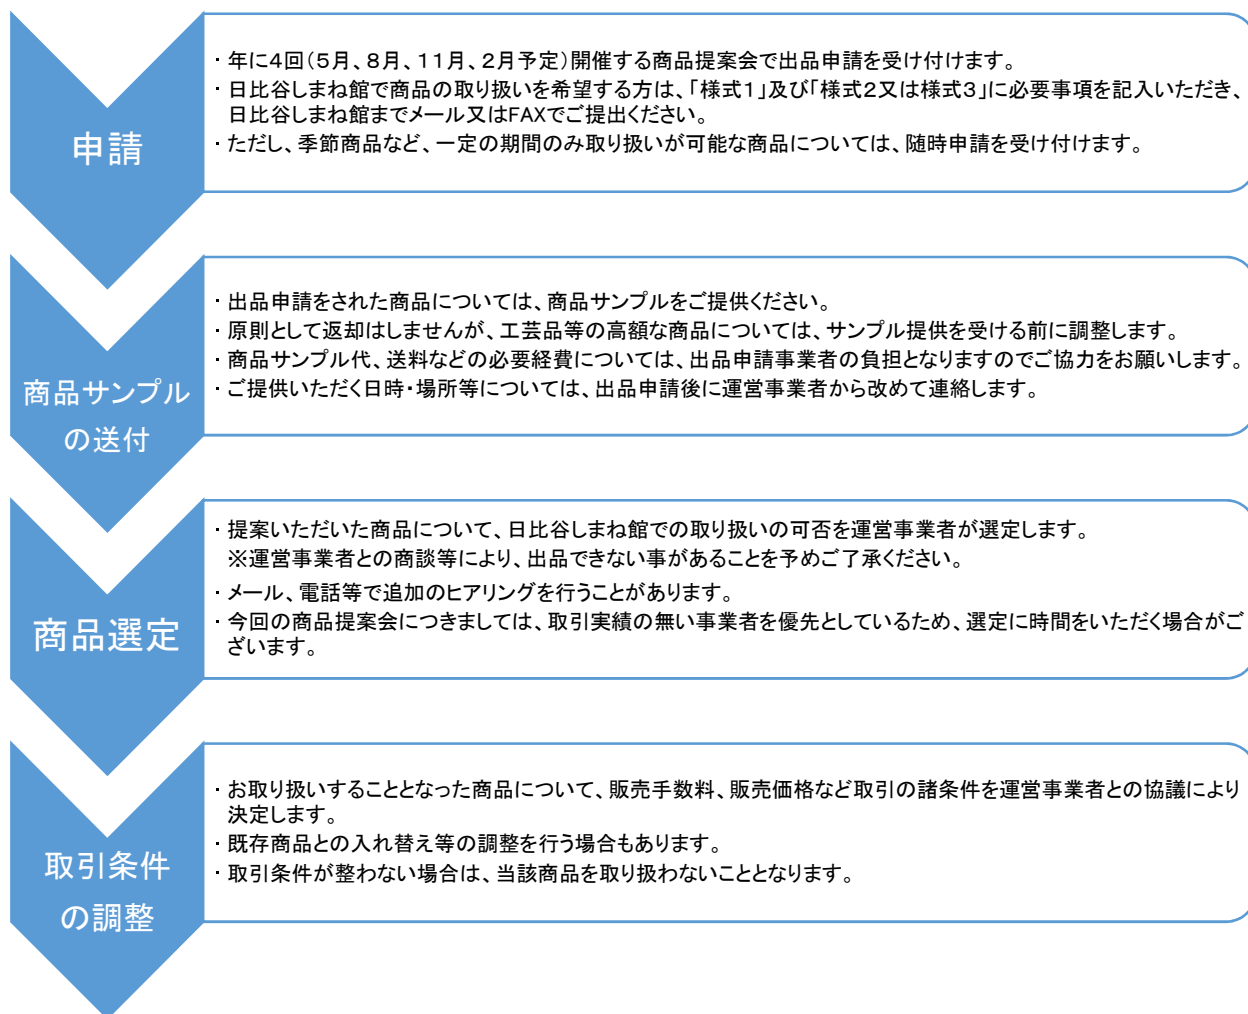 申請
・年に4回(5月、8月、11月、2月予定)開催する商品提案会で出品申請を受け付けます。
・日比谷しまね館で商品の取り扱いを希望する方は、「様式1」及び「様式2又は様式3」に必要事項を記入いただき、
日比谷しまね館までメール又はFAXでご提出ください。
・ただし、季節商品など、一定の期間のみ取り扱いが可能な商品については、随時申請を受け付けます。
商品サンプル
の送付
・出品申請をされた商品については、商品サンプルをご提供ください。
・原則として返却はしませんが、工芸品等の高額な商品については、サンプル提供を受ける前に調整します。
・商品サンプル代、送料などの必要経費については、出品申請事業者の負担となりますのでご協力をお願いします。
・ご提供いただく日時・場所等については、出品申請後に運営事業者から改めて連絡します。
商品選定
・提案いただいた商品について、日比谷しまね館での取り扱いの可否を運営事業者が選定します。
※運営事業者との商談等により、出品できない事があることを予めご了承ください。
・メール、電話等で追加のヒアリングを行うことがあります。
・今回の商品提案会につきましては、取引実績の無い事業者を優先としているため、選定に時間をいただく場合がご
ざいます。
取引条件
の調整
・お取り扱いすることとなった商品について、販売手数料、販売価格など取引の諸条件を運営事業者との協議により
決定します。
・既存商品との入れ替え等の調整を行う場合もあります。
・取引条件が整わない場合は、当該商品を取り扱わないこととなります。